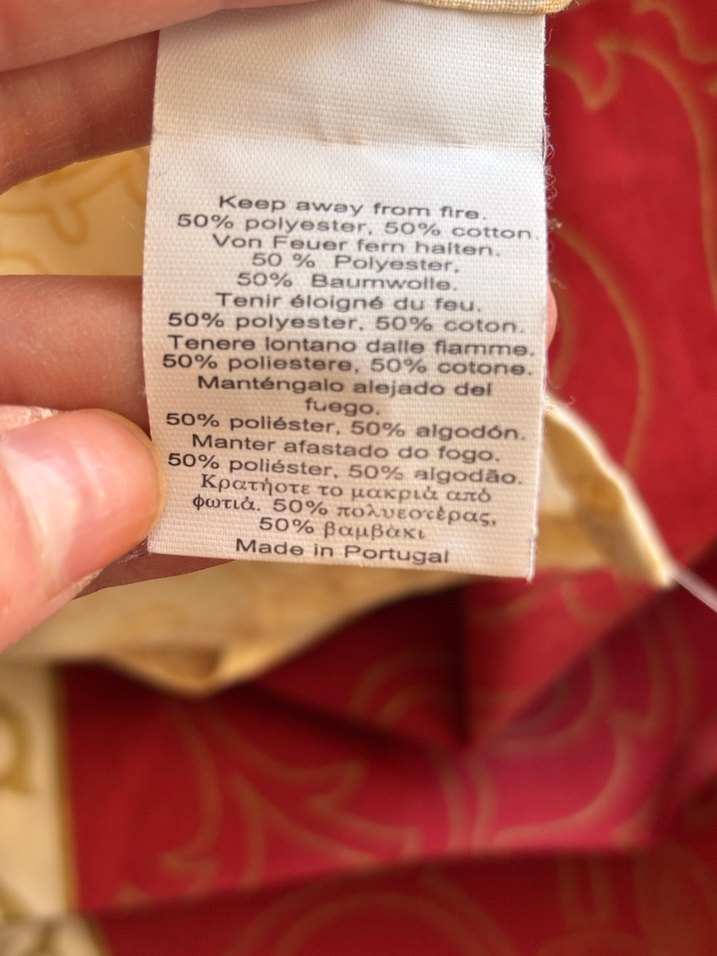 Keep away from fire.
50% polyester, 50% cotton.
Von Feuer fern halten.
50 % Polyester,
50% Baumwolle.
Tenir éloigné du feu.
50% polyester, 50% coton.
Tenere lontano dalle fiamme.
50% poliestere, 50% cotone.
Manténgalo alejado del
fuego.
50% poliéster, 50% algodón.
Manter afastado do fogo.
50% poliéster, 50% algodão.
Κρατήοτε το μακριά από
φωτιά. 50% πολυεοτέρας,
50% βαμβάκι
Made in Portugal